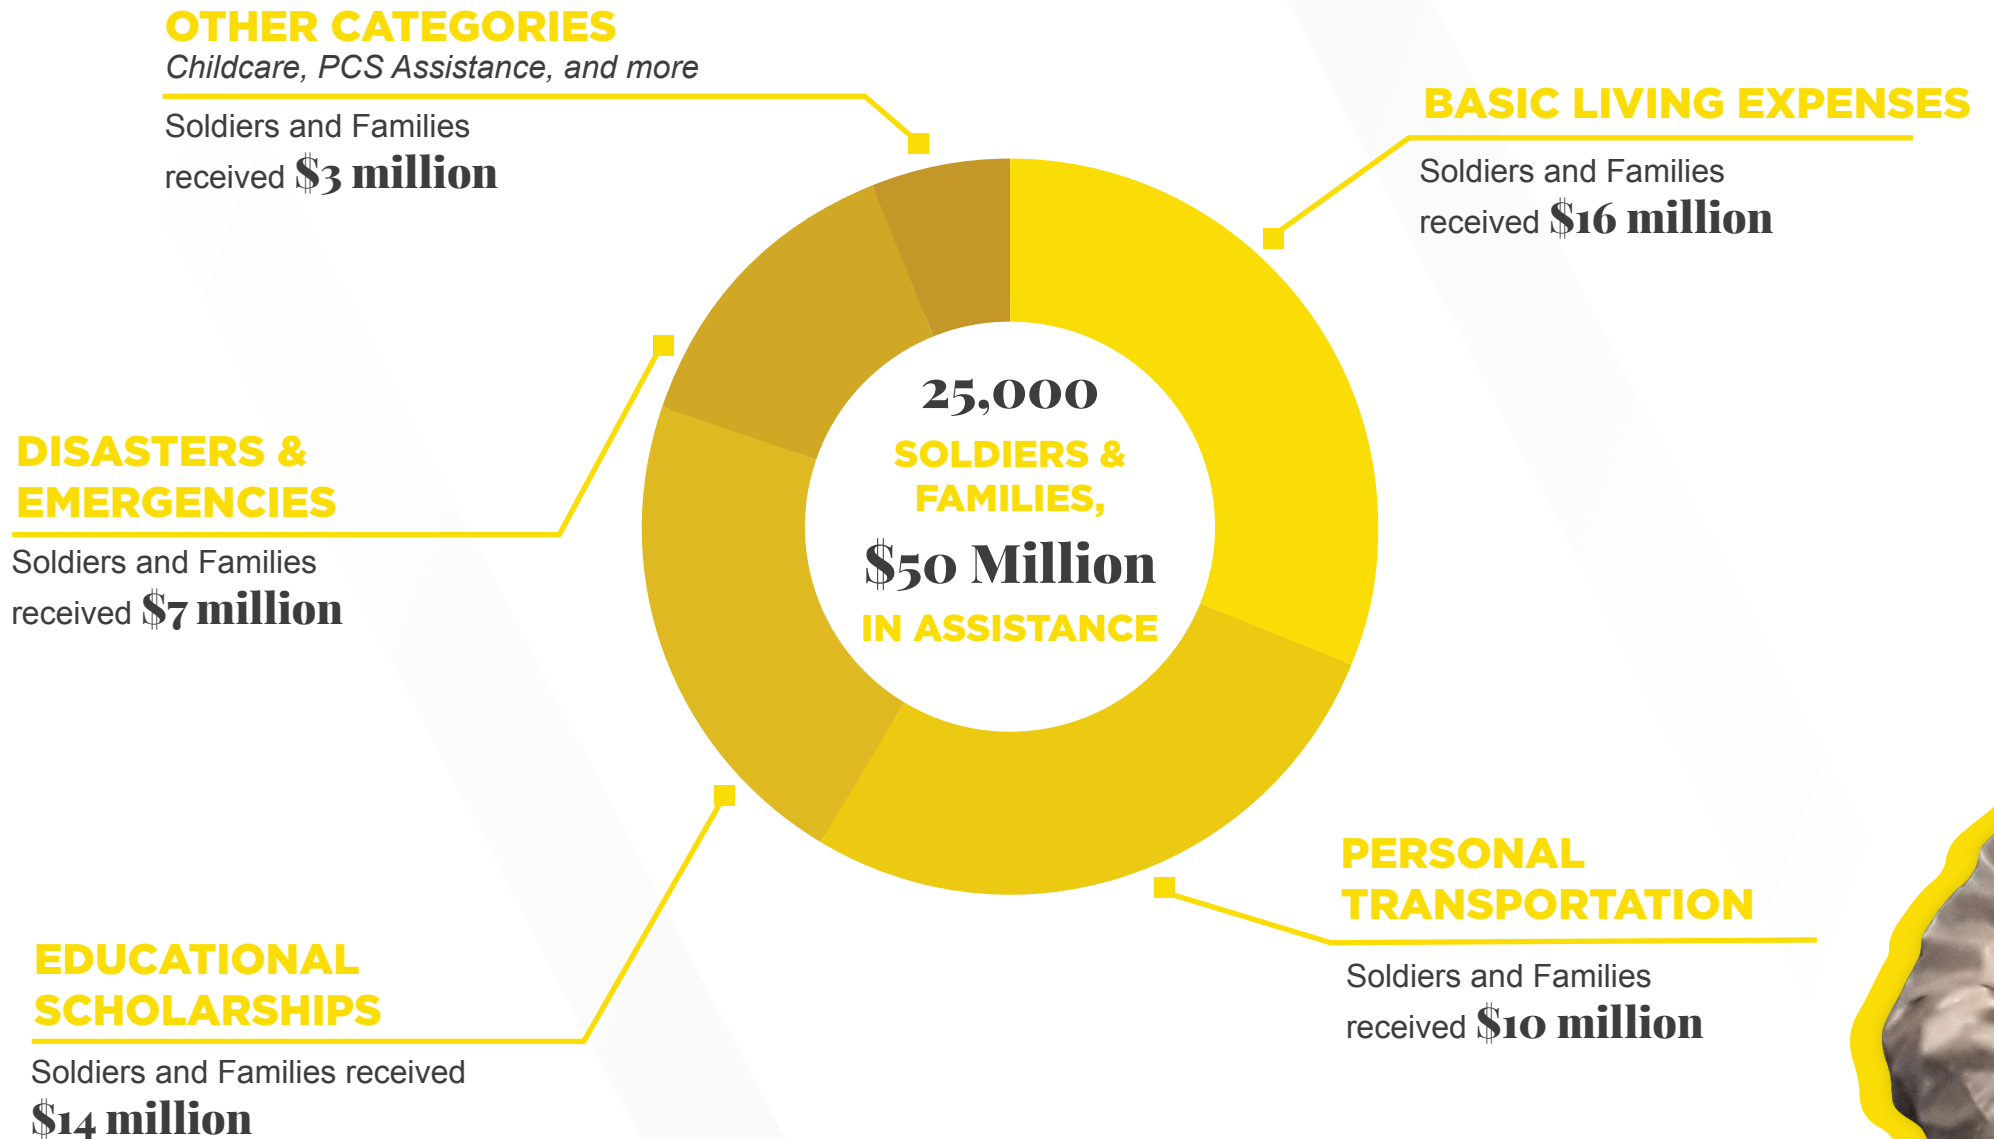 OTHER CATEGORIES
Childcare, PCS Assistance, and more
Soldiers and Families
received $3 million
BASIC LIVING EXPENSES
Soldiers and Families
received $16 million
25,000
SOLDIERS &
FAMILIES,
$50 Million
IN ASSISTANCE
DISASTERS &
EMERGENCIES
Soldiers and Families
received $7 million
PERSONAL
TRANSPORTATION
Soldiers and Families
received $10 million
EDUCATIONAL
SCHOLARSHIPS
Soldiers and Families received
$14 million